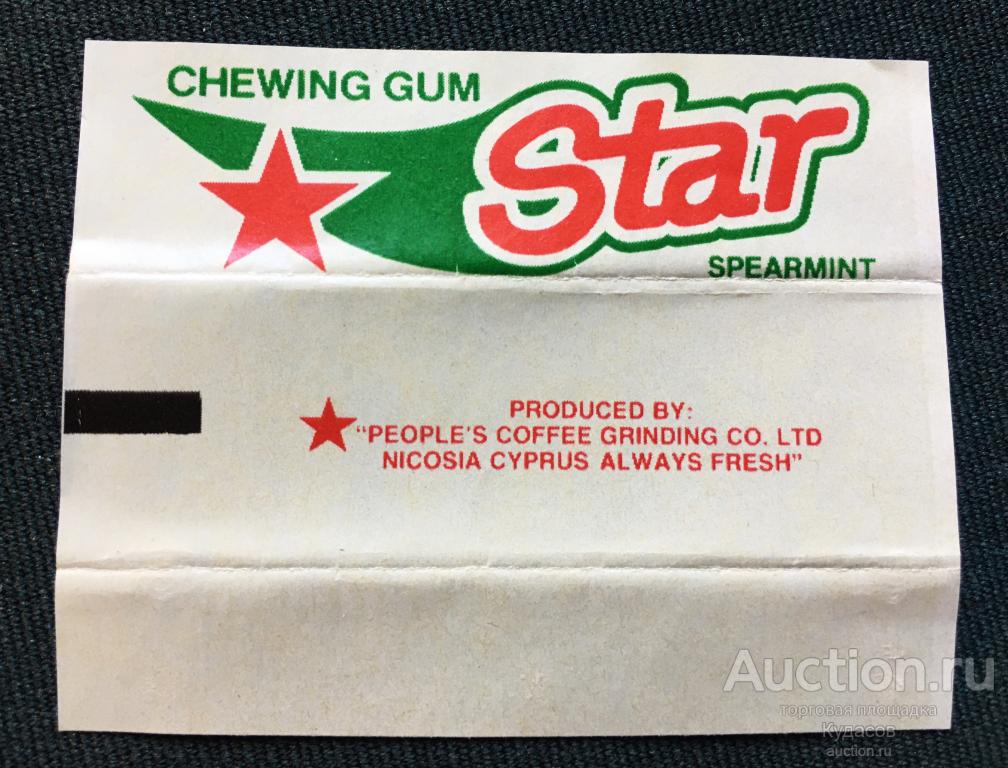 CHEWING GUM
Star
SPEARMINT
PRODUCED BY:
"PEOPLE'S COFFEE GRINDING CO. LTD
NICOSIA CYPRUS ALWAYS FRESH"
Auction.ru
торговая площадка
Кудасов
auction.ru